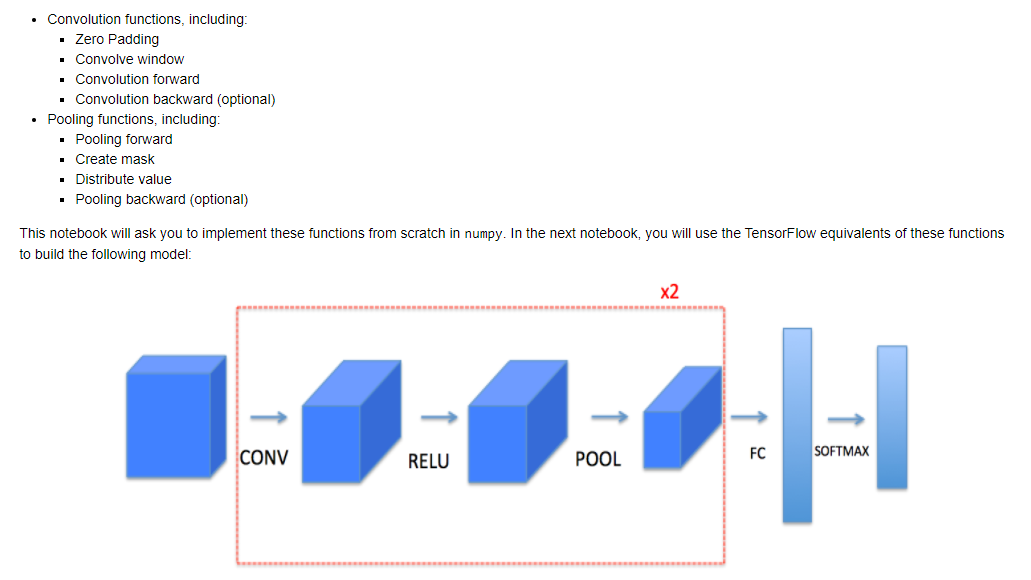 Convolution functions, including:
Zero Padding
Convolve window
Convolution forward
Convolution backward (optional)
Pooling functions, including:
Pooling forward
Create mask
Distribute value
Pooling backward (optional)
This notebook will ask you to implement these functions from scratch in numpy. In the next notebook, you will use the TensorFlow equivalents of these functions
to build the following model:
x2
CONV
RELU
POOL
FC
SOFTMAX